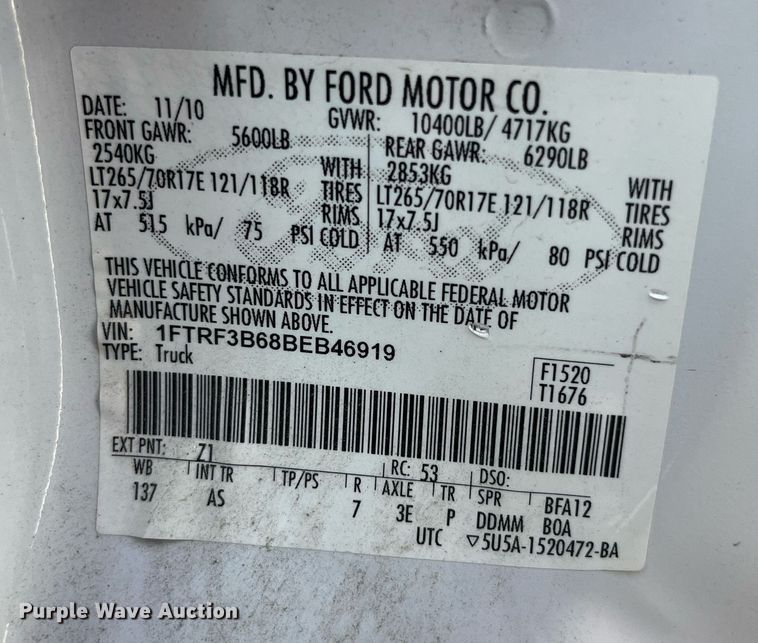 MFD. BY FORD MOTOR CO.
DATE: 11/10 GVWR: 10400LB/ 4717KG
FRONT GAWR: 5600LB REAR GAWR: 6290LB
2540KG WITH 2853KG WITH
LT265/70R17E 121/118R TIRES LT265/70R17E 121/118R TIRES
17x7.5J RIMS 17x7.5J RIMS
AT 515 kPa/ 75 PSI COLD AT 550 kPa/ 80 PSI COLD
THIS VEHICLE CONFORMS TO ALL APPLICABLE FEDERAL MOTOR
VEHICLE SAFETY STANDARDS IN EFFECT ON THE DATE OF
MANUFACTURE SHOWN ABOVE.
VIN: 1FTRF3B68BEB46919
TYPE: Truck
F1520
T1676
EXT PNT: Z1 RC: 53 DSO:
WB INT TR TP/PS R AXLE TR SPR BFA12
137 AS 7 3E P DDMM BOA
UTC ▽5U5A-1520472-BA
Purple Wave Auction